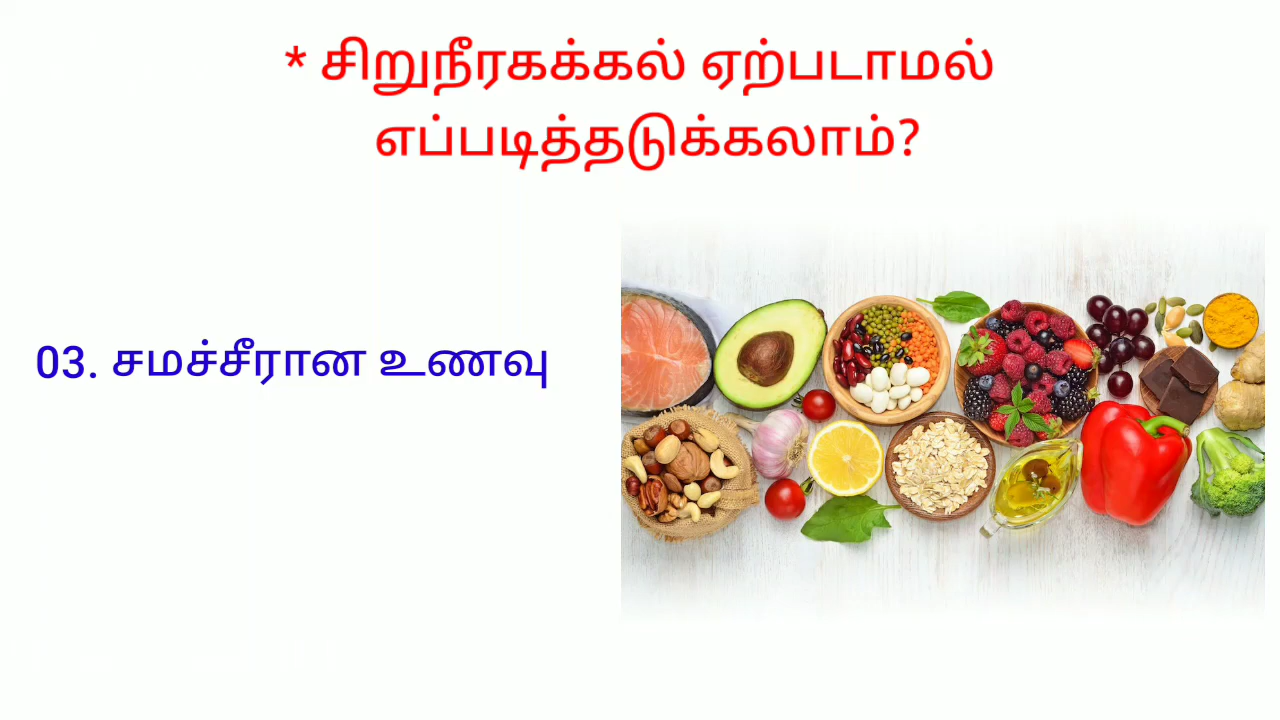 * சிறுநீரகக்கல் ஏற்படாமல்
எப்படித்தடுக்கலாம்?
03. சமச்சீரான உணவு